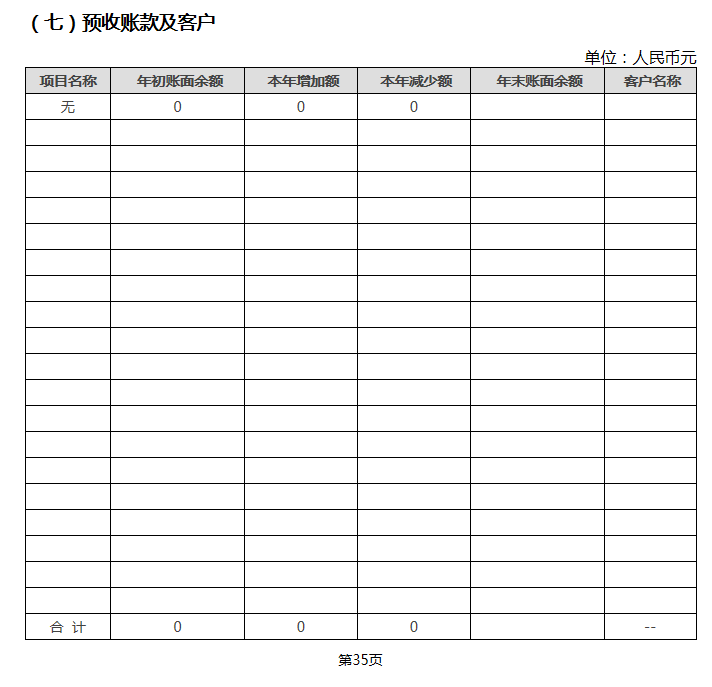 （七）预收账款及客户
单位：人民币元
项目名称 年初账面余额 本年增加额 本年减少额 年末账面余额 客户名称
无 0 0 0
合 计 0 0 0 --
第35页